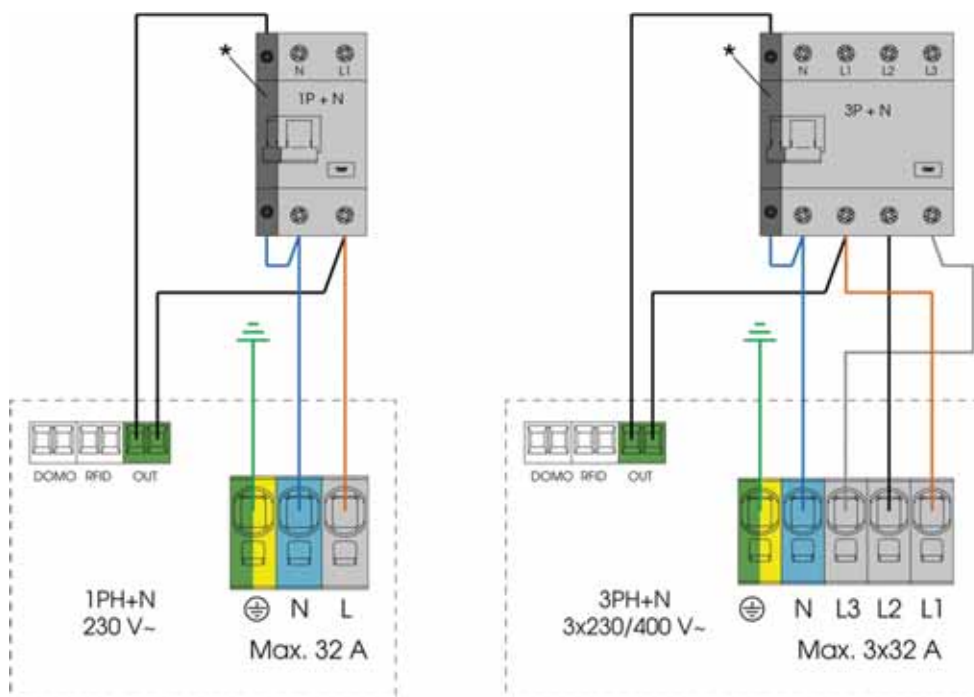 *
N L1
1P + N
DOMO RFID OUT
1PH+N
230 V~
N L
Max. 32 A
*
N L1 L2 L3
3P + N
DOMO RFID OUT
3PH+N
3x230/400 V~
N L3 L2 L1
Max. 3x32 A